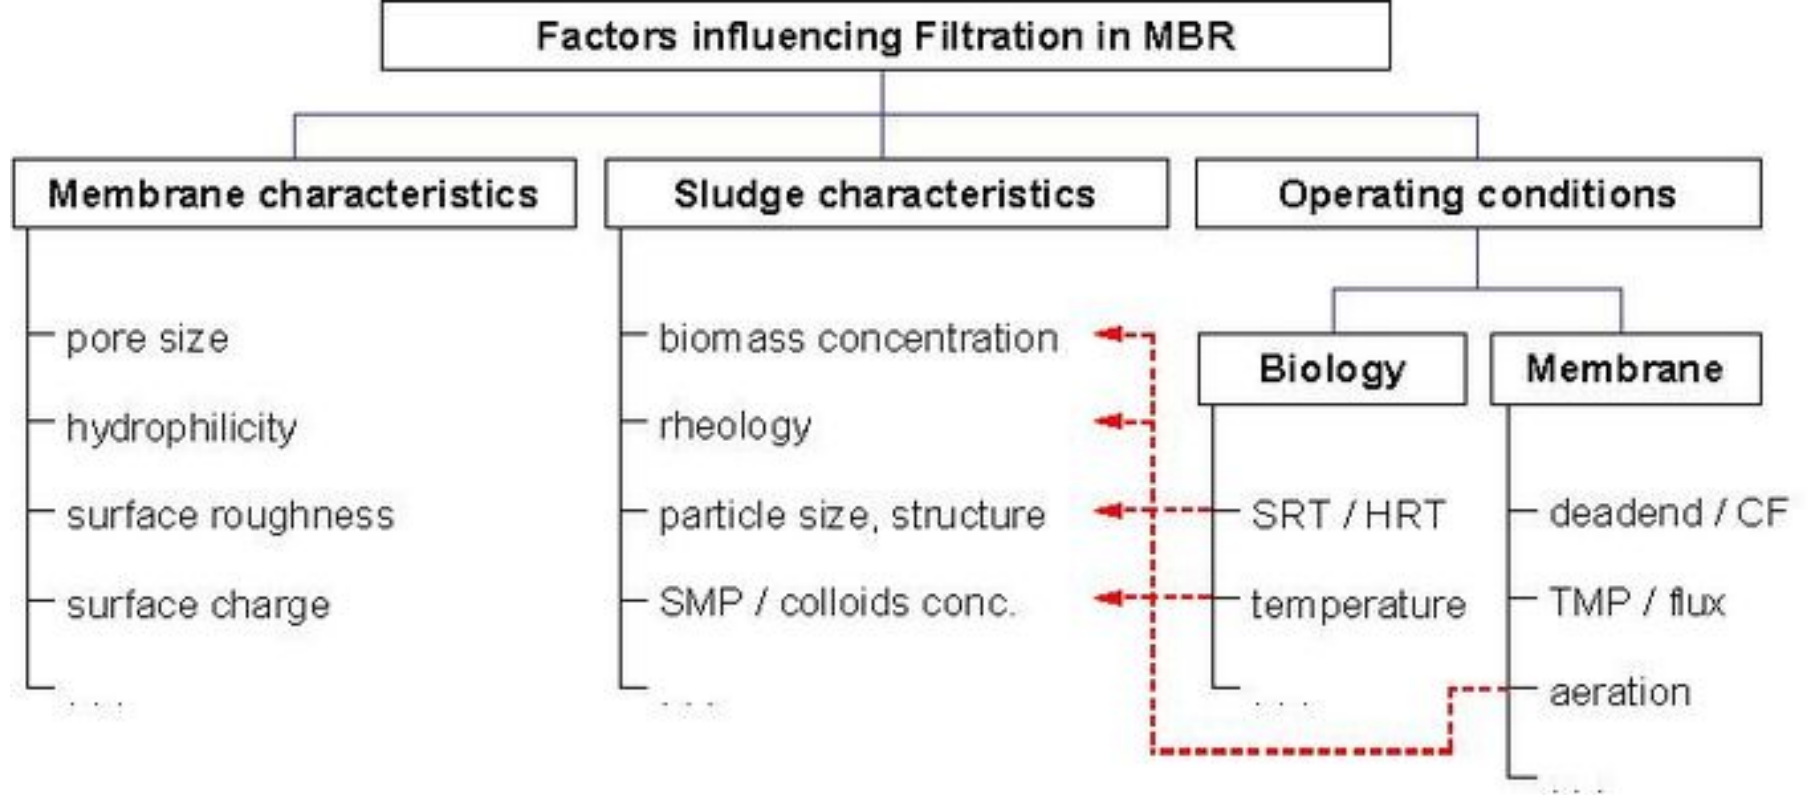 Factors influencing Filtration in MBR
Membrane characteristics
pore size
hydrophilicity
surface roughness
surface charge
. . .
Sludge characteristics
biomass concentration
rheology
particle size, structure
SMP / colloids conc.
. . .
Operating conditions
Biology
SRT / HRT
temperature
. . .
Membrane
deadend / CF
TMP / flux
aeration
. . .